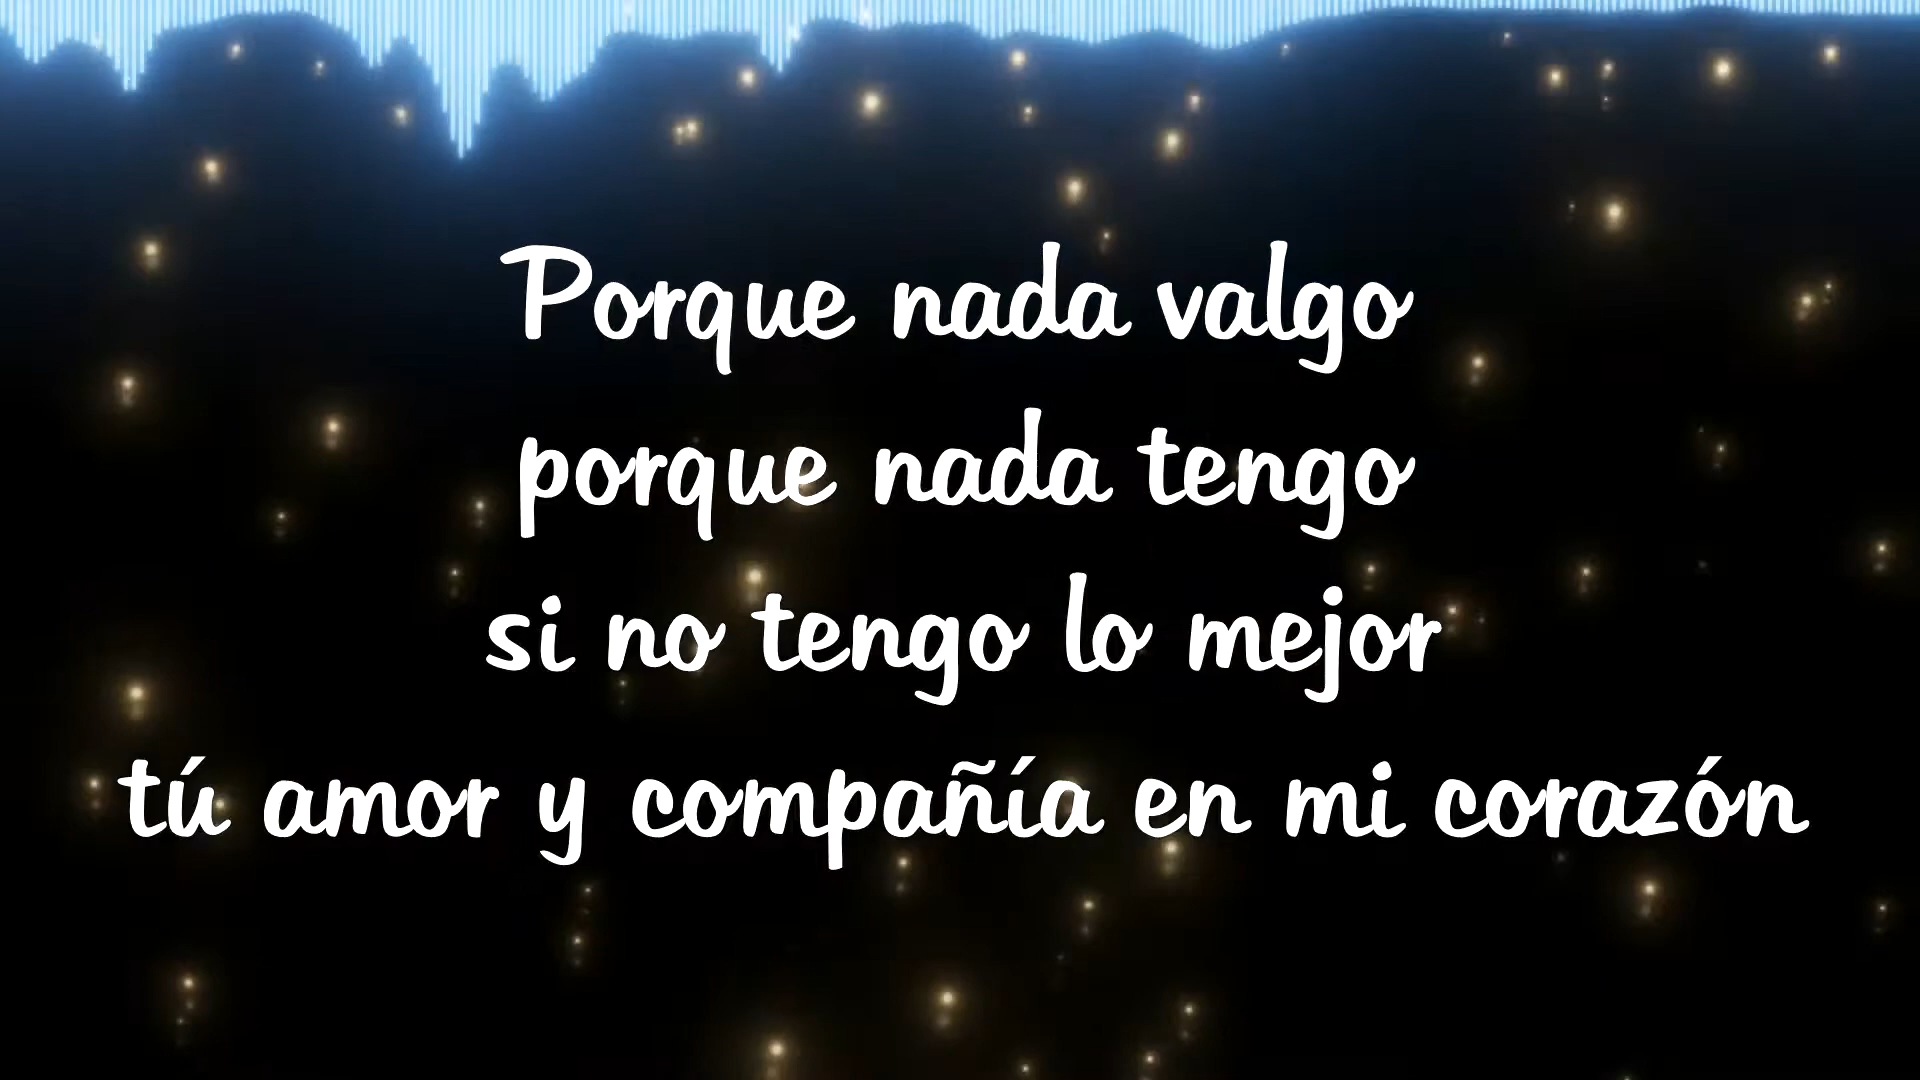 Porque nada valgo
porque nada tengo
si no tengo lo mejor
tú amor y compañía en mi corazón